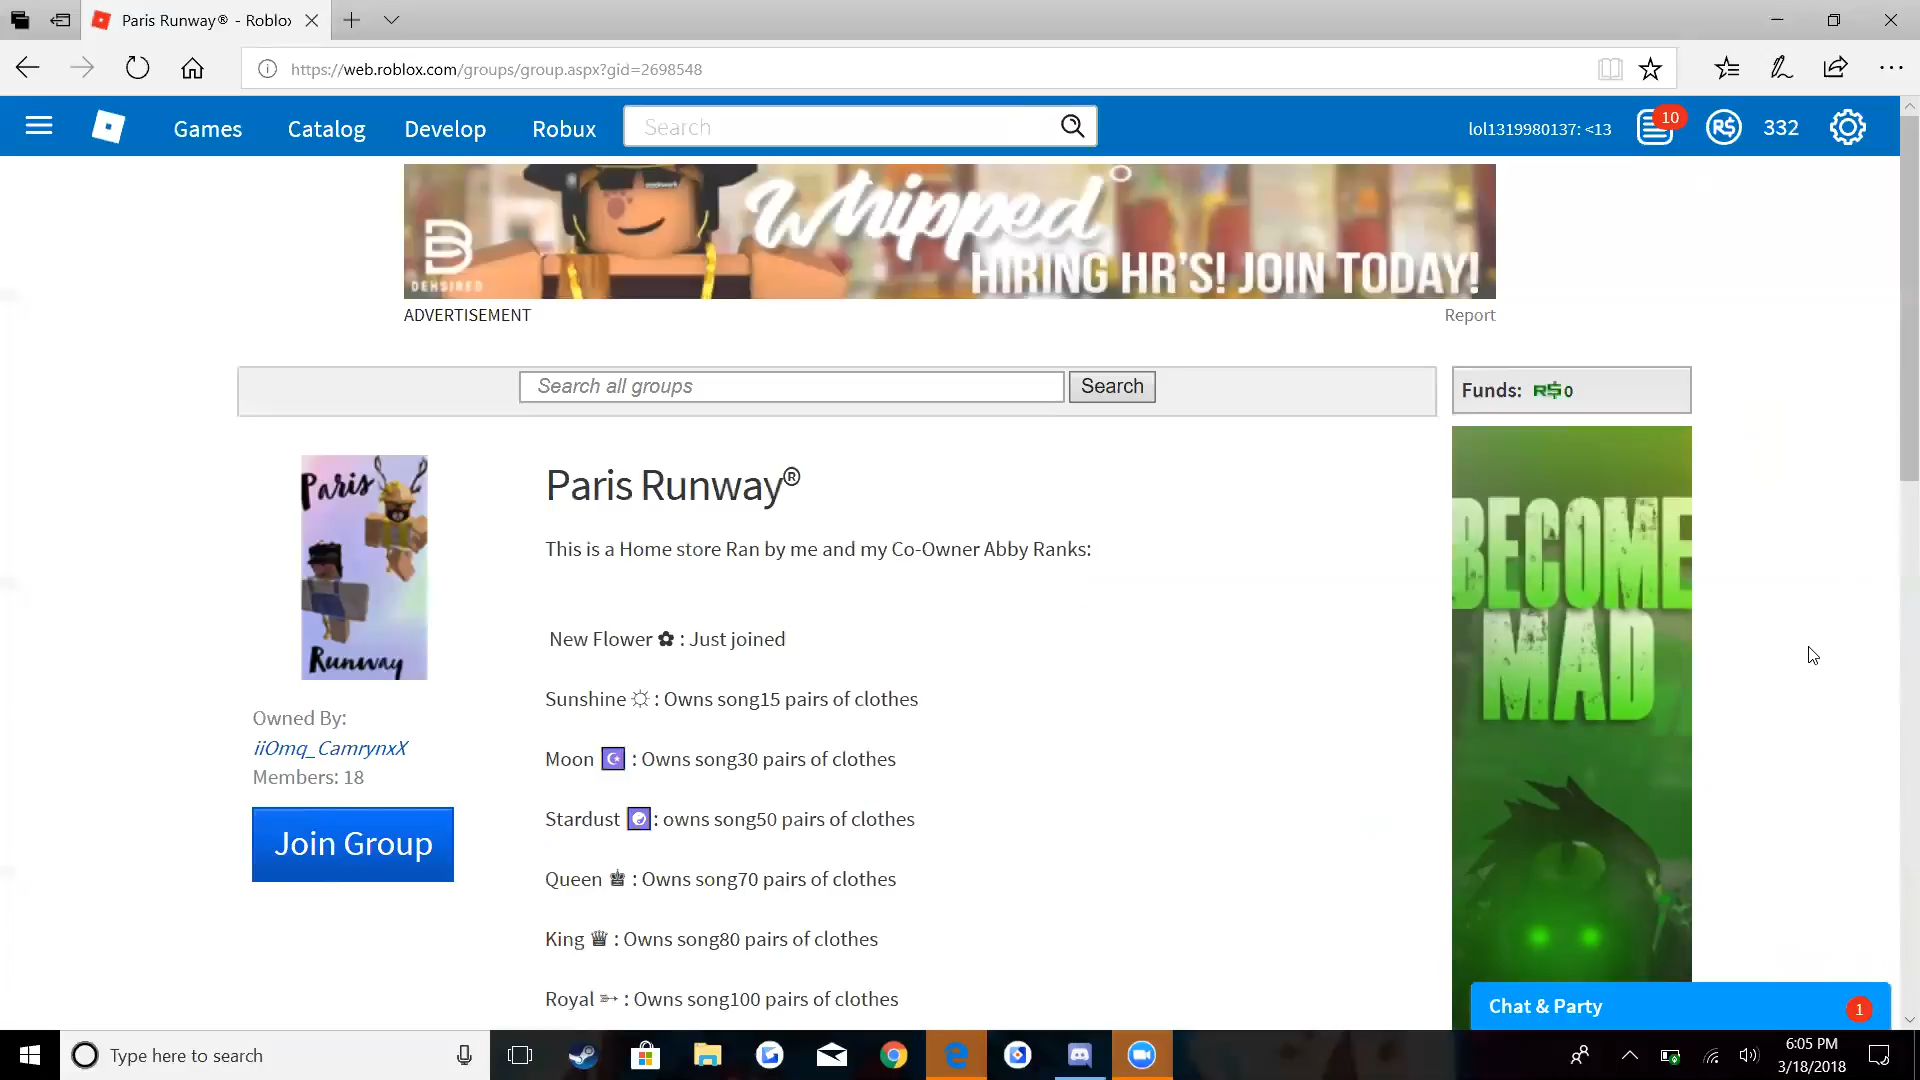 Paris Runway® - Roblox
https://web.roblox.com/groups/group.aspx?gid=2698548
Games Catalog Develop Robux Search lol1319980137: <13 10 R$ 332
Whipped
HIRING HR'S! JOIN TODAY!
ADVERTISEMENT Report
Search all groups Search Funds: R$0
Paris
Runway
Paris Runway®
This is a Home store Ran by me and my Co-Owner Abby Ranks:
New Flower ✿ : Just joined
Sunshine ☼ : Owns song15 pairs of clothes
Moon ☪ : Owns song30 pairs of clothes
Stardust ☯ : owns song50 pairs of clothes
Queen ♚ : Owns song70 pairs of clothes
King ♕ : Owns song80 pairs of clothes
Royal ➳ : Owns song100 pairs of clothes
Owned By:
iiOmq_CamrynxX
Members: 18
Join Group
BECOME
MAD
Chat & Party 1
Type here to search
6:05 PM
3/18/2018